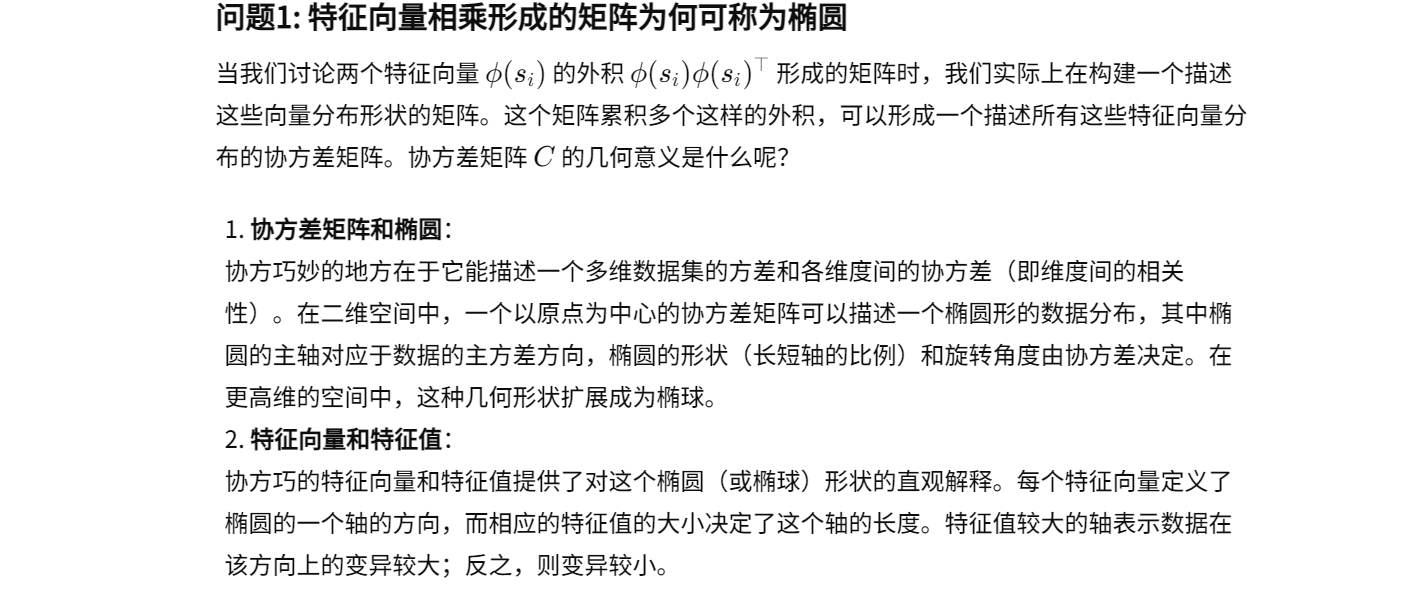 问题1: 特征向量相乘形成的矩阵为何可称为椭圆
当我们讨论两个特征向量 ϕ(sᵢ) 的外积 ϕ(sᵢ)ϕ(sᵢ)⊤ 形成的矩阵时，我们实际上在构建一个描述
这些向量分布形状的矩阵。这个矩阵累积多个这样的外积，可以形成一个描述所有这些特征向量分
布的协方差矩阵。协方差矩阵 C 的几何意义是什么呢？
1. 协方差矩阵和椭圆：
协方巧妙的地方在于它能描述一个多维数据集的方差和各维度间的协方差（即维度间的相关
性）。在二维空间中，一个以原点为中心的协方差矩阵可以描述一个椭圆形的数据分布，其中椭
圆的主轴对应于数据的主方差方向，椭圆的形状（长短轴的比例）和旋转角度由协方差决定。在
更高维的空间中，这种几何形状扩展成为椭球。
2. 特征向量和特征值：
协方巧的特征向量和特征值提供了对这个椭圆（或椭球）形状的直观解释。每个特征向量定义了
椭圆的一个轴的方向，而相应的特征值的大小决定了这个轴的长度。特征值较大的轴表示数据在
该方向上的变异较大；反之，则变异较小。